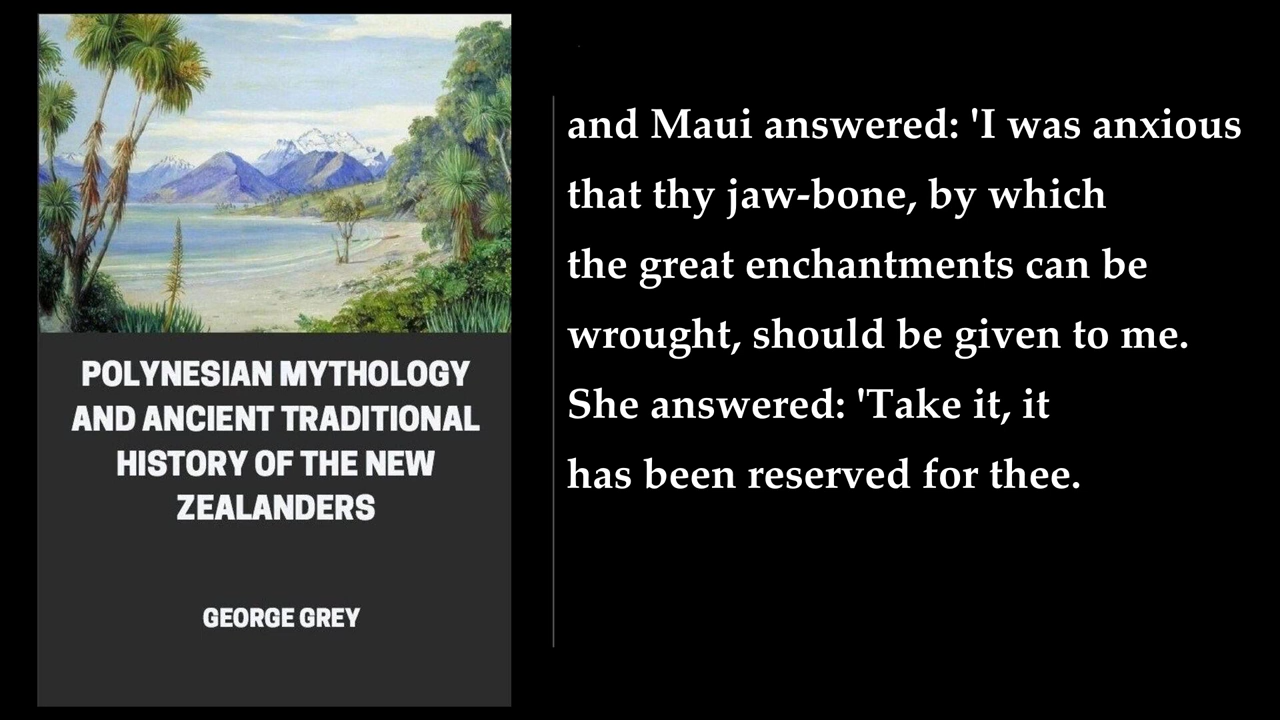 POLYNESIAN MYTHOLOGY
AND ANCIENT TRADITIONAL
HISTORY OF THE NEW
ZEALANDERS
GEORGE GREY
and Maui answered: 'I was anxious
that thy jaw-bone, by which
the great enchantments can be
wrought, should be given to me.
She answered: 'Take it, it
has been reserved for thee.